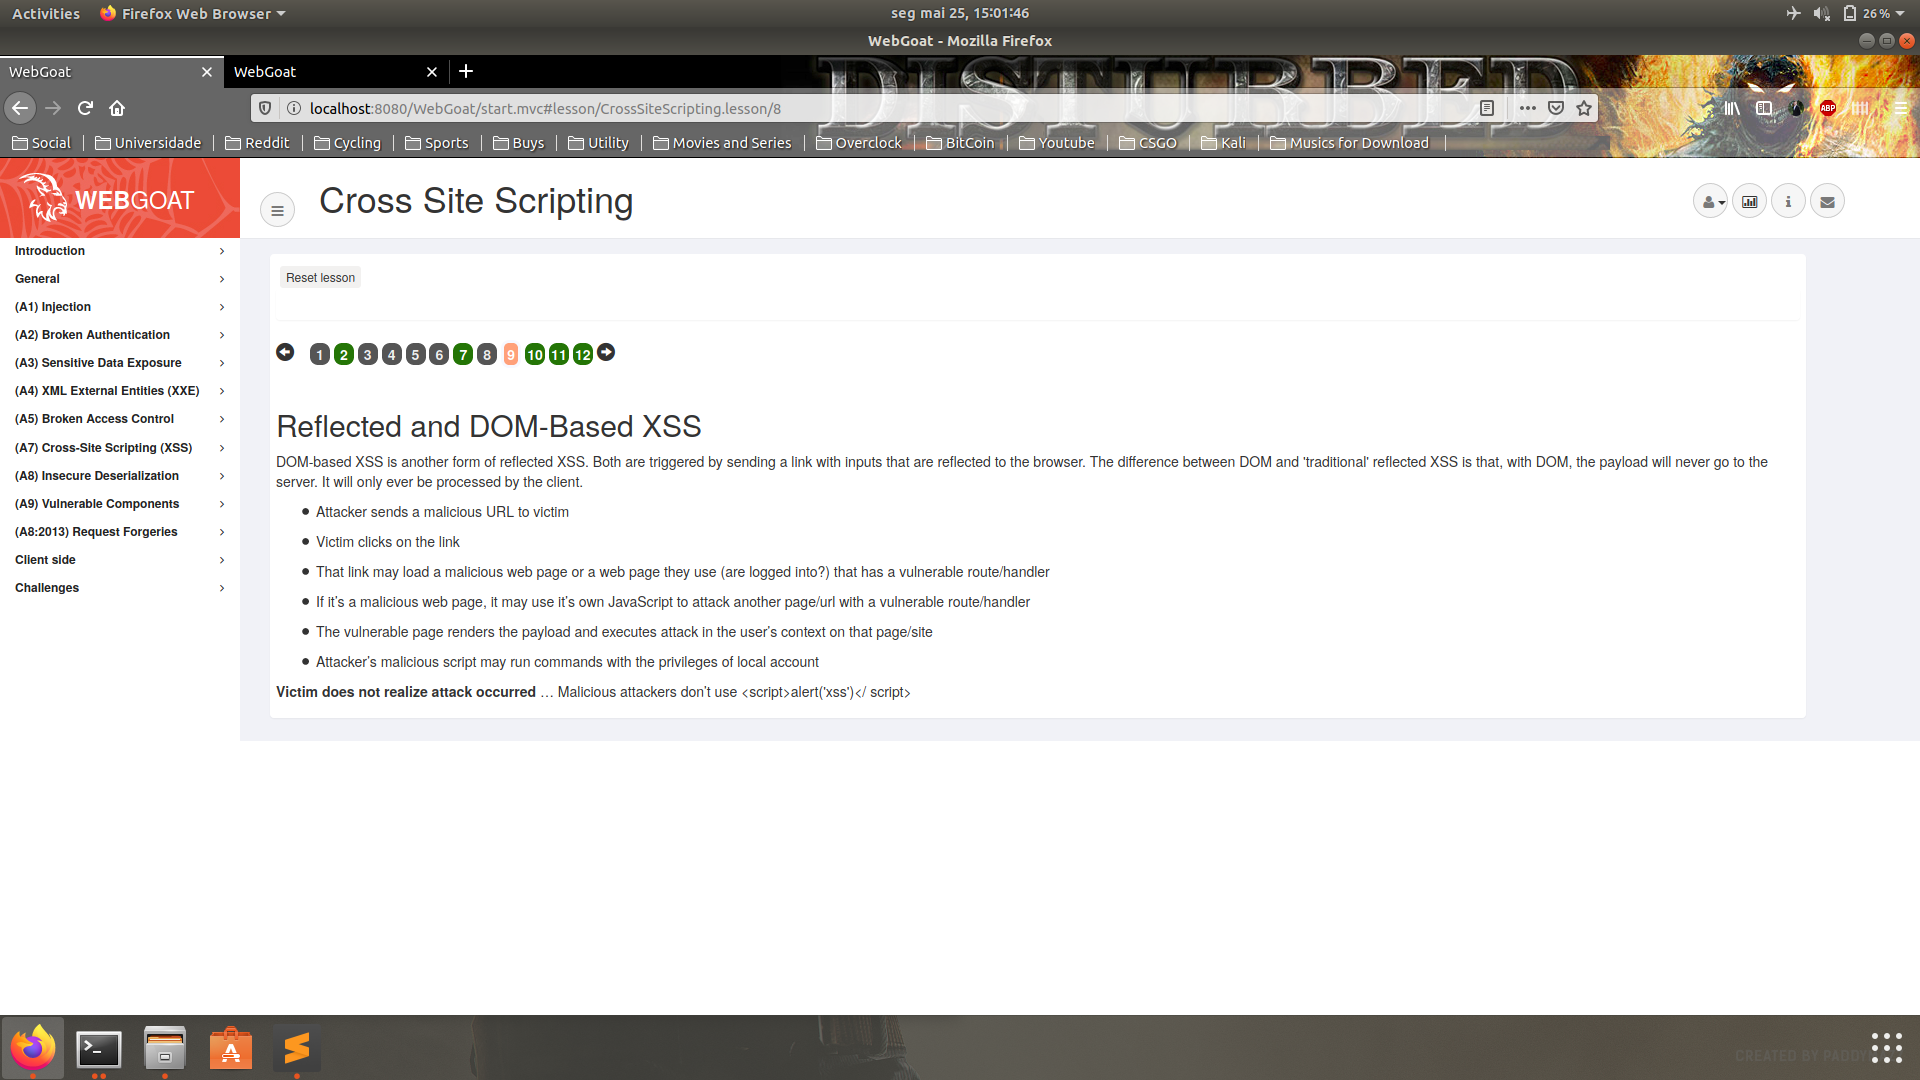 Activities Firefox Web Browser seg mai 25, 15:01:46 26 %
WebGoat - Mozilla Firefox
WebGoat WebGoat
DISTURBED
localhost:8080/WebGoat/start.mvc#lesson/CrossSiteScripting.lesson/8 ABP
Social Universidade Reddit Cycling Sports Buys Utility Movies and Series Overclock BitCoin Youtube CSGO Kali Musics for Download
WEBGOAT
Cross Site Scripting
Introduction
General
(A1) Injection
(A2) Broken Authentication
(A3) Sensitive Data Exposure
(A4) XML External Entities (XXE)
(A5) Broken Access Control
(A7) Cross-Site Scripting (XSS)
(A8) Insecure Deserialization
(A9) Vulnerable Components
(A8:2013) Request Forgeries
Client side
Challenges
Reset lesson
1 2 3 4 5 6 7 8 9 10 11 12
Reflected and DOM-Based XSS
DOM-based XSS is another form of reflected XSS. Both are triggered by sending a link with inputs that are reflected to the browser. The difference between DOM and 'traditional' reflected XSS is that, with DOM, the payload will never go to the
server. It will only ever be processed by the client.
Attacker sends a malicious URL to victim
Victim clicks on the link
That link may load a malicious web page or a web page they use (are logged into?) that has a vulnerable route/handler
If it’s a malicious web page, it may use it’s own JavaScript to attack another page/url with a vulnerable route/handler
The vulnerable page renders the payload and executes attack in the user’s context on that page/site
Attacker’s malicious script may run commands with the privileges of local account
Victim does not realize attack occurred … Malicious attackers don’t use <script>alert('xss')</ script>
CREATED BY PADDY